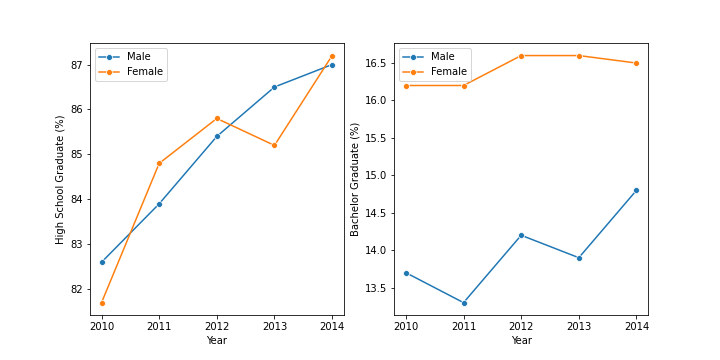 High School Graduate (%)
87
86
85
84
83
82
Male
Female
2010
2011
2012
2013
2014
Year
Bachelor Graduate (%)
16.5
16.0
15.5
15.0
14.5
14.0
13.5
Male
Female
2010
2011
2012
2013
2014
Year